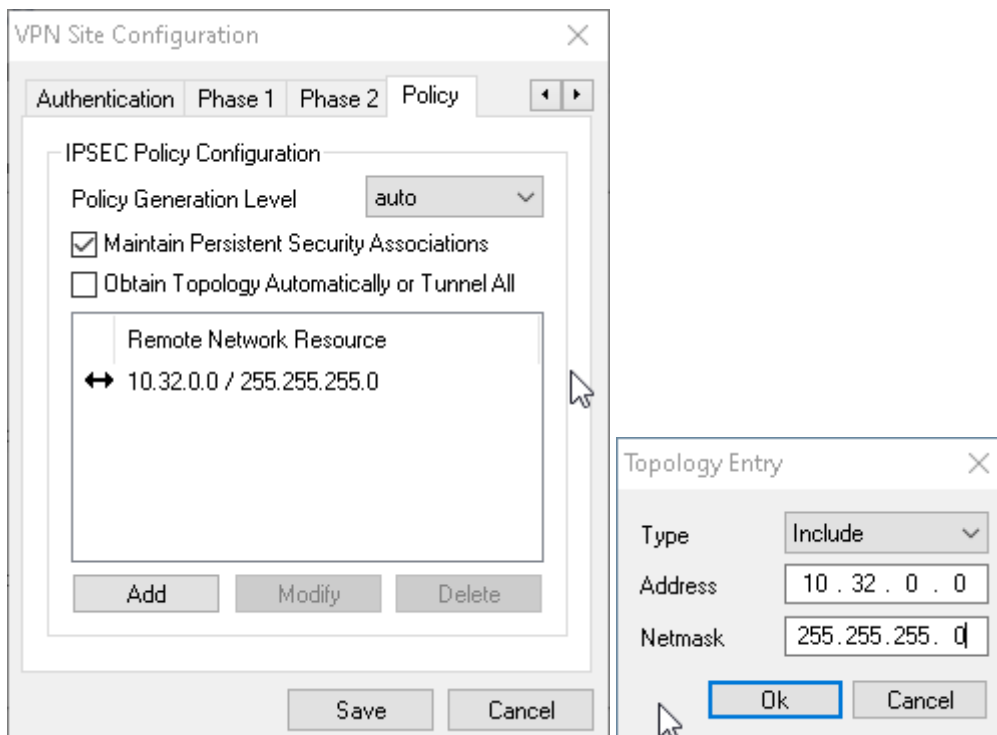 VPN Site Configuration
Authentication Phase 1 Phase 2 Policy
IPSEC Policy Configuration
Policy Generation Level auto
Maintain Persistent Security Associations
Obtain Topology Automatically or Tunnel All
Remote Network Resource
10.32.0.0 / 255.255.255.0
Add Modify Delete
Save Cancel
Topology Entry
Type Include
Address 10 . 32 . 0 . 0
Netmask 255.255.255. 0
Ok Cancel